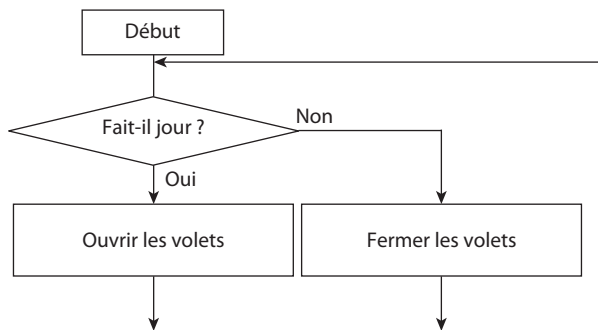 Début
Fait-il jour ?
Non
Oui
Ouvrir les volets
Fermer les volets